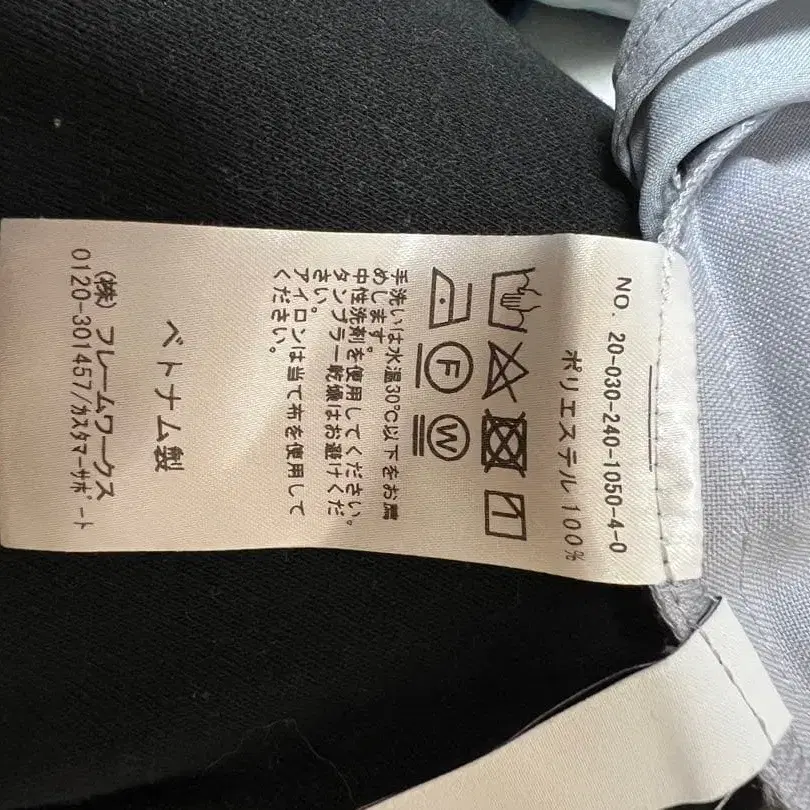 NO. 20-030-240-1050-4-0
ポリエステル 100%
F W
手洗いは水温30℃以下をお薦
めします。
中性洗剤を使用してください。
タンブラー乾燥はお避けくだ
さい。
アイロンは当て布を使用して
ください。
ベトナム製
(株) フレームワークス
0120-301457/カスタマーサポート